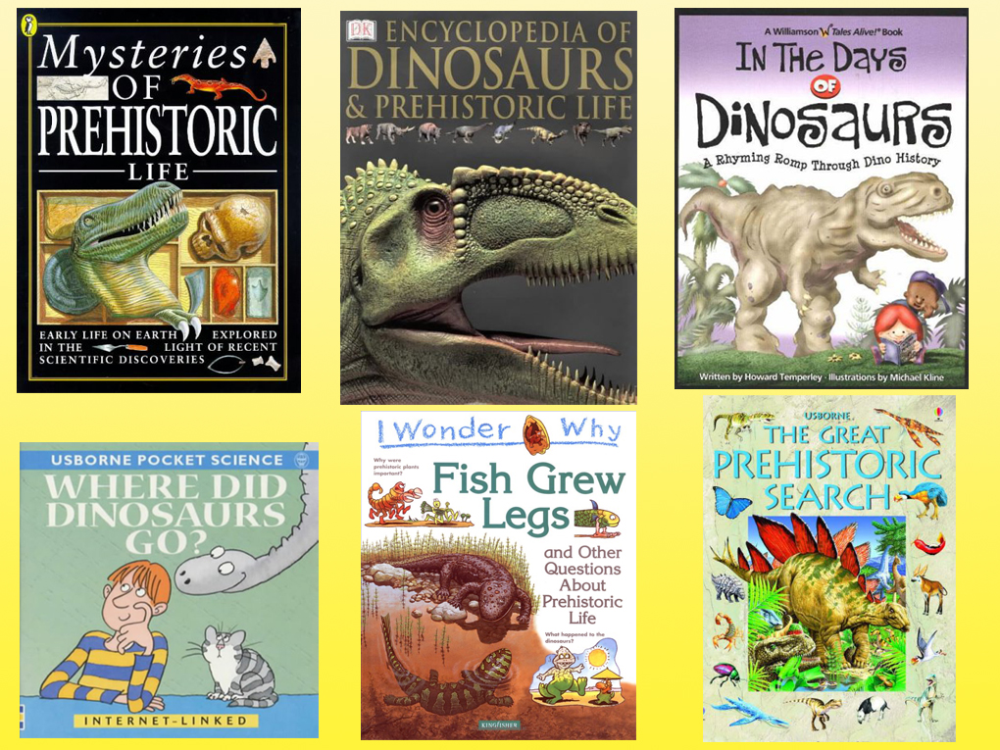 Mysteries
OF
PREHISTORIC
LIFE
EARLY LIFE ON EARTH EXPLORED
IN THE LIGHT OF RECENT
SCIENTIFIC DISCOVERIES
DK
ENCYCLOPEDIA OF
DINOSAURS
& PREHISTORIC LIFE
A Williamson Tales Alive!® Book
IN THE DAYS
OF
DINOSAURS
A Rhyming Romp Through Dino History
Written by Howard Temperley · Illustrations by Michael Kline
USBORNE POCKET SCIENCE
WHERE DID
DINOSAURS
GO?
INTERNET-LINKED
I Wonder Why
Why were
prehistoric plants
important?
Fish Grew
Legs
and Other
Questions
About
Prehistoric
Life
What happened to the
dinosaurs?
KINGFISHER
USBORNE
THE GREAT
PREHISTORIC
SEARCH